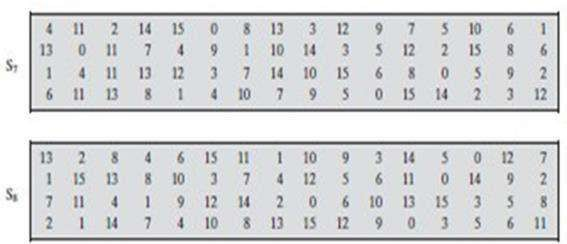 4 11 2 14 15 0 8 13 3 12 9 7 5 10 6 1
13 0 11 7 4 9 1 10 14 3 5 12 2 15 8 6
S₇
1 4 11 13 12 3 7 14 10 15 6 8 0 5 9 2
6 11 13 8 1 4 10 7 9 5 0 15 14 2 3 12
13 2 8 4 6 15 11 1 10 9 3 14 5 0 12 7
1 15 13 8 10 3 7 4 12 5 6 11 0 14 9 2
S₈
7 11 4 1 9 12 14 2 0 6 10 13 15 3 5 8
2 1 14 7 4 10 8 13 15 12 9 0 3 5 6 11